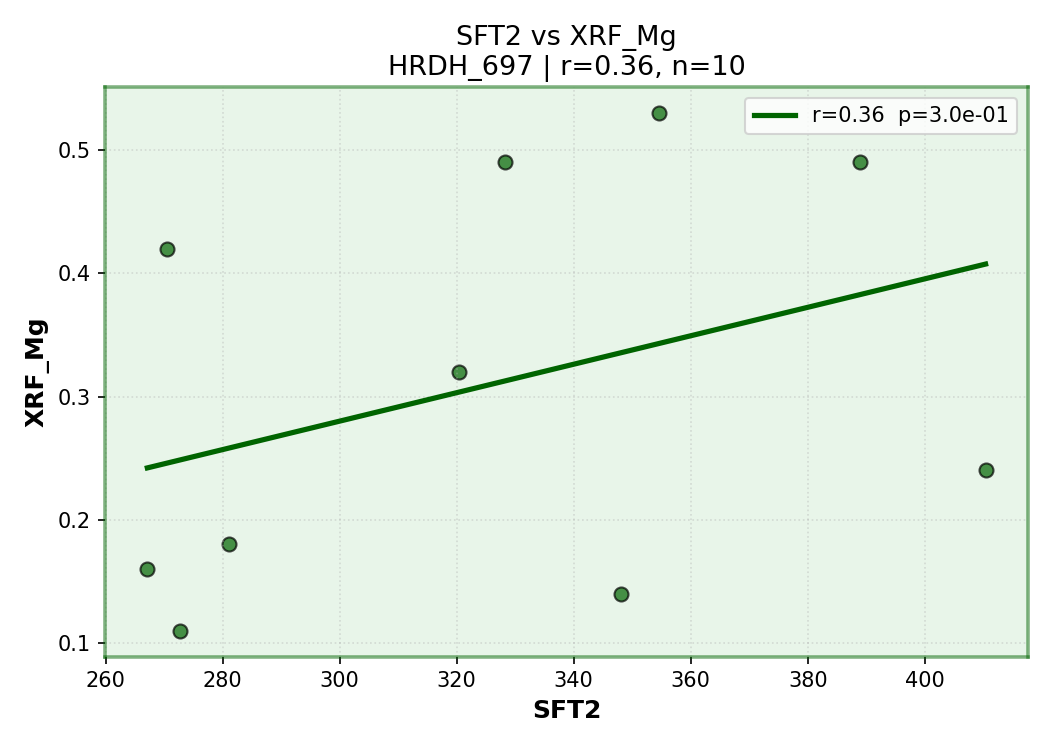 SFT2 vs XRF_Mg
HRDH_697 | r=0.36, n=10
r=0.36  p=3.0e-01
XRF_Mg
0.5
0.4
0.3
0.2
0.1
260 280 300 320 340 360 380 400
SFT2